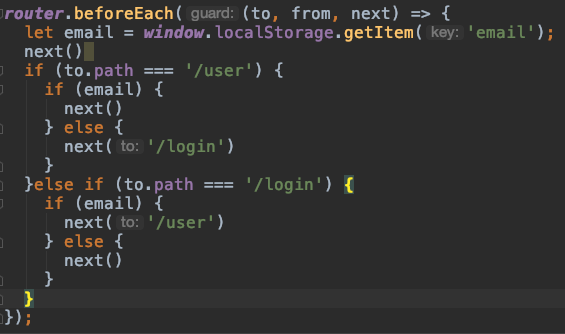 router.beforeEach( guard: (to, from, next) => {
  let email = window.localStorage.getItem( key: 'email');
  next()
  if (to.path === '/user') {
    if (email) {
      next()
    } else {
      next( to: '/login')
    }
  }else if (to.path === '/login') {
    if (email) {
      next( to: '/user')
    } else {
      next()
    }
  }
});